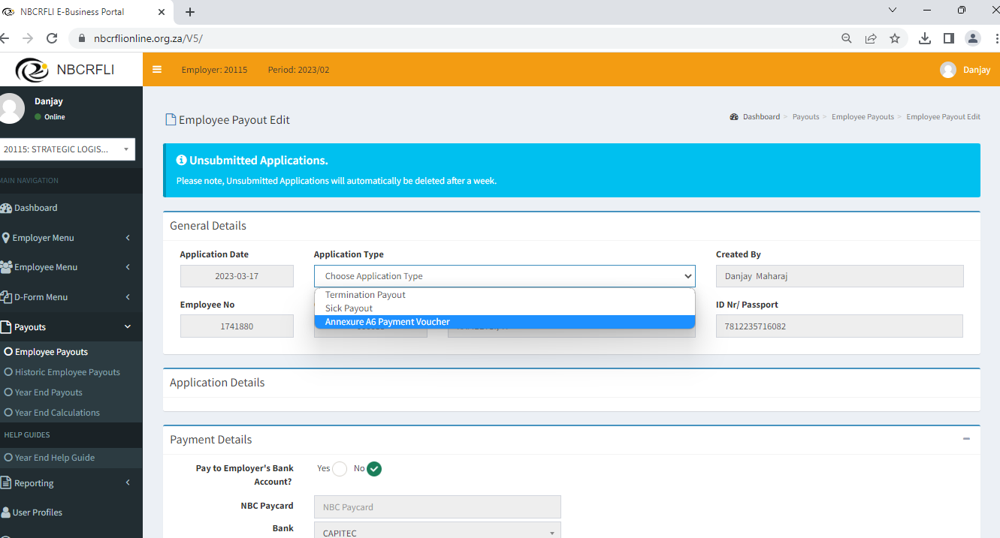 NBCRFLI E-Business Portal
nbcrflionline.org.za/V5/
NBCRFLI
Employer: 20115 Period: 2023/02
Danjay
Danjay
Online
20115: STRATEGIC LOGIS...
MAIN NAVIGATION
Dashboard
Employer Menu
Employee Menu
D-Form Menu
Payouts
Employee Payouts
Historic Employee Payouts
Year End Payouts
Year End Calculations
HELP GUIDES
Year End Help Guide
Reporting
User Profiles
Employee Payout Edit
Dashboard > Payouts > Employee Payouts > Employee Payout Edit
Unsubmitted Applications.
Please note, Unsubmitted Applications will automatically be deleted after a week.
General Details
Application Date Application Type Created By
2023-03-17 Choose Application Type Danjay Maharaj
Termination Payout
Sick Payout
Annexure A6 Payment Voucher
Employee No ID Nr/ Passport
1741880 7812235716082
Application Details
Payment Details
Pay to Employer's Bank
Account?
Yes No
NBC Paycard NBC Paycard
Bank CAPITEC